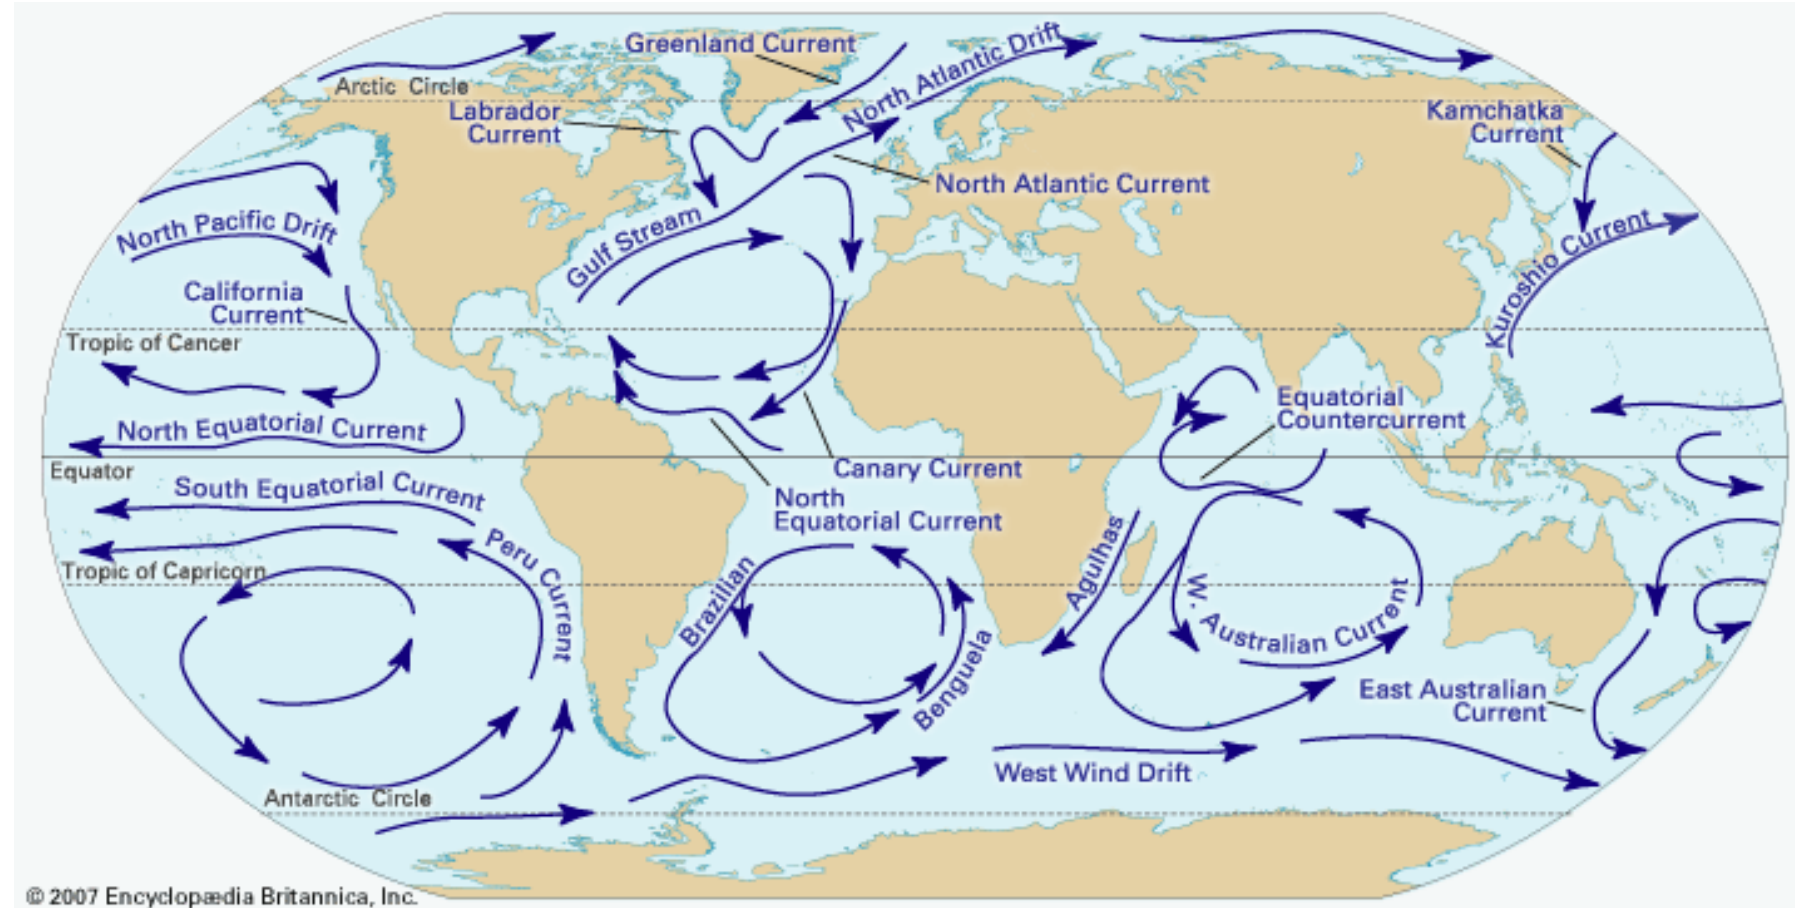 Greenland Current
North Atlantic Drift
Arctic Circle
Labrador
Current
Kamchatka
Current
North Atlantic Current
North Pacific Drift
Gulf Stream
Kuroshio Current
California
Current
Tropic of Cancer
Equatorial
Countercurrent
North Equatorial Current
Equator
Canary Current
South Equatorial Current
North
Equatorial Current
Peru Current
Tropic of Capricorn
Brazilian
Agulhas
W. Australian Current
Benguela
East Australian
Current
West Wind Drift
Antarctic Circle
© 2007 Encyclopædia Britannica, Inc.